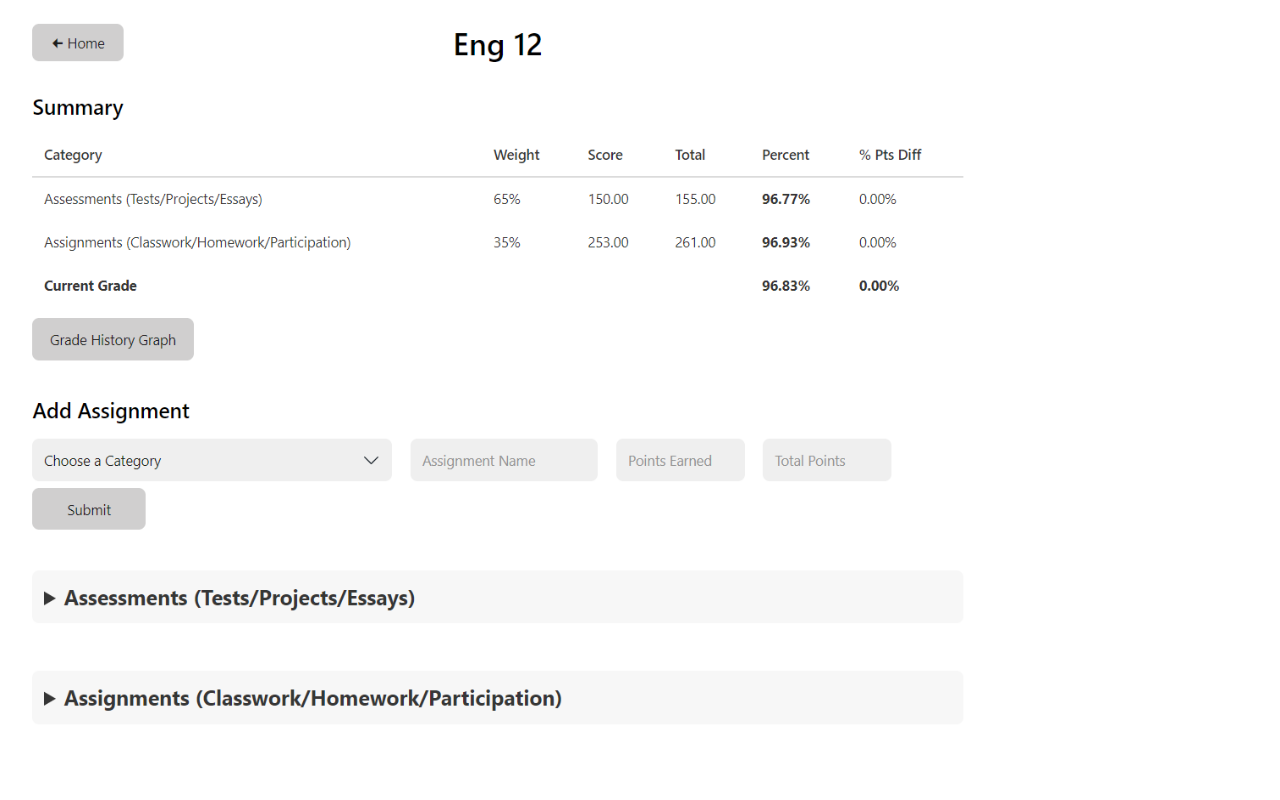 Home
Eng 12
Summary
Category Weight Score Total Percent % Pts Diff
Assessments (Tests/Projects/Essays) 65% 150.00 155.00 96.77% 0.00%
Assignments (Classwork/Homework/Participation) 35% 253.00 261.00 96.93% 0.00%
Current Grade 96.83% 0.00%
Grade History Graph
Add Assignment
Choose a Category Assignment Name Points Earned Total Points
Submit
Assessments (Tests/Projects/Essays)
Assignments (Classwork/Homework/Participation)